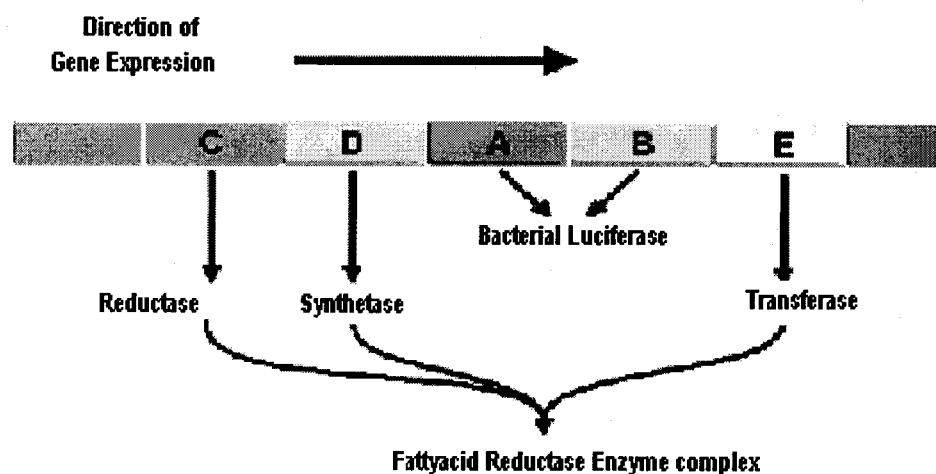 Direction of
Gene Expression
C D A B E
Bacterial Luciferase
Reductase Synthetase Transferase
Fattyacid Reductase Enzyme complex